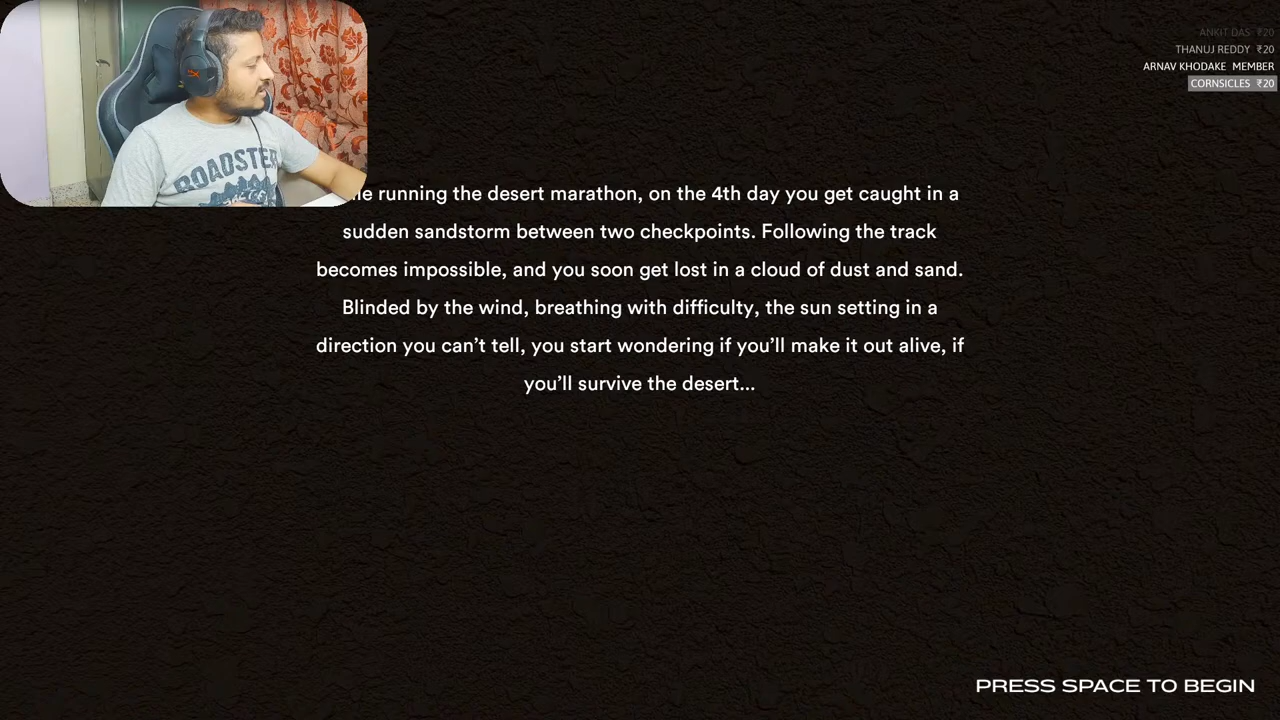 ROADSTER
ANKIT DAS ₹20
THANUJ REDDY ₹20
ARNAV KHODAKE MEMBER
CORNSICLES ₹20
running the desert marathon, on the 4th day you get caught in a
sudden sandstorm between two checkpoints. Following the track
becomes impossible, and you soon get lost in a cloud of dust and sand.
Blinded by the wind, breathing with difficulty, the sun setting in a
direction you can’t tell, you start wondering if you’ll make it out alive, if
you’ll survive the desert...
PRESS SPACE TO BEGIN